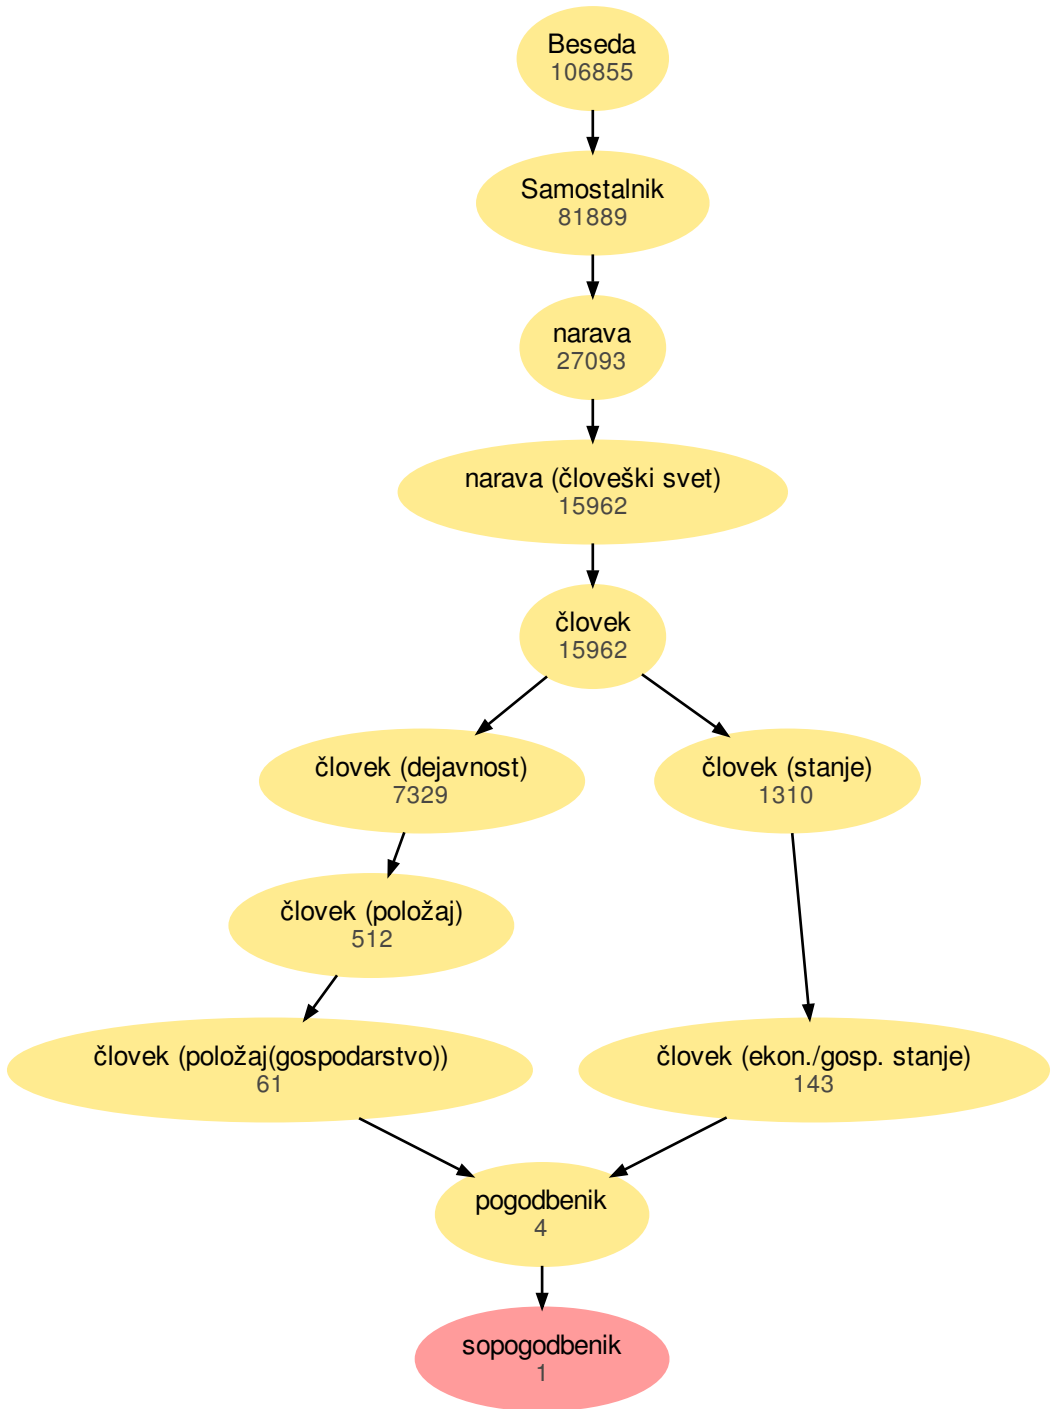 Beseda
106855
Samostalnik
81889
narava
27093
narava (človeški svet)
15962
človek
15962
človek (dejavnost)
7329
človek (stanje)
1310
človek (položaj)
512
človek (položaj(gospodarstvo))
61
človek (ekon./gosp. stanje)
143
pogodbenik
4
sopogodbenik
1